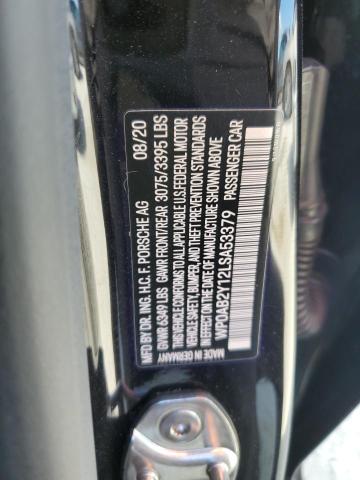 MFD BY DR. ING. H.C. F. PORSCHE AG 08/20
GVWR 6349 LBS GAWR FRONT/REAR 3075/3395 LBS
THIS VEHICLE CONFORMS TO ALL APPLICABLE U.S.FEDERAL MOTOR
VEHICLE SAFETY, BUMPER, AND THEFT PREVENTION STANDARDS
IN EFFECT ON THE DATE OF MANUFACTURE SHOWN ABOVE
WP0AB2Y12LSA53379 PASSENGER CAR
MADE IN GERMANY